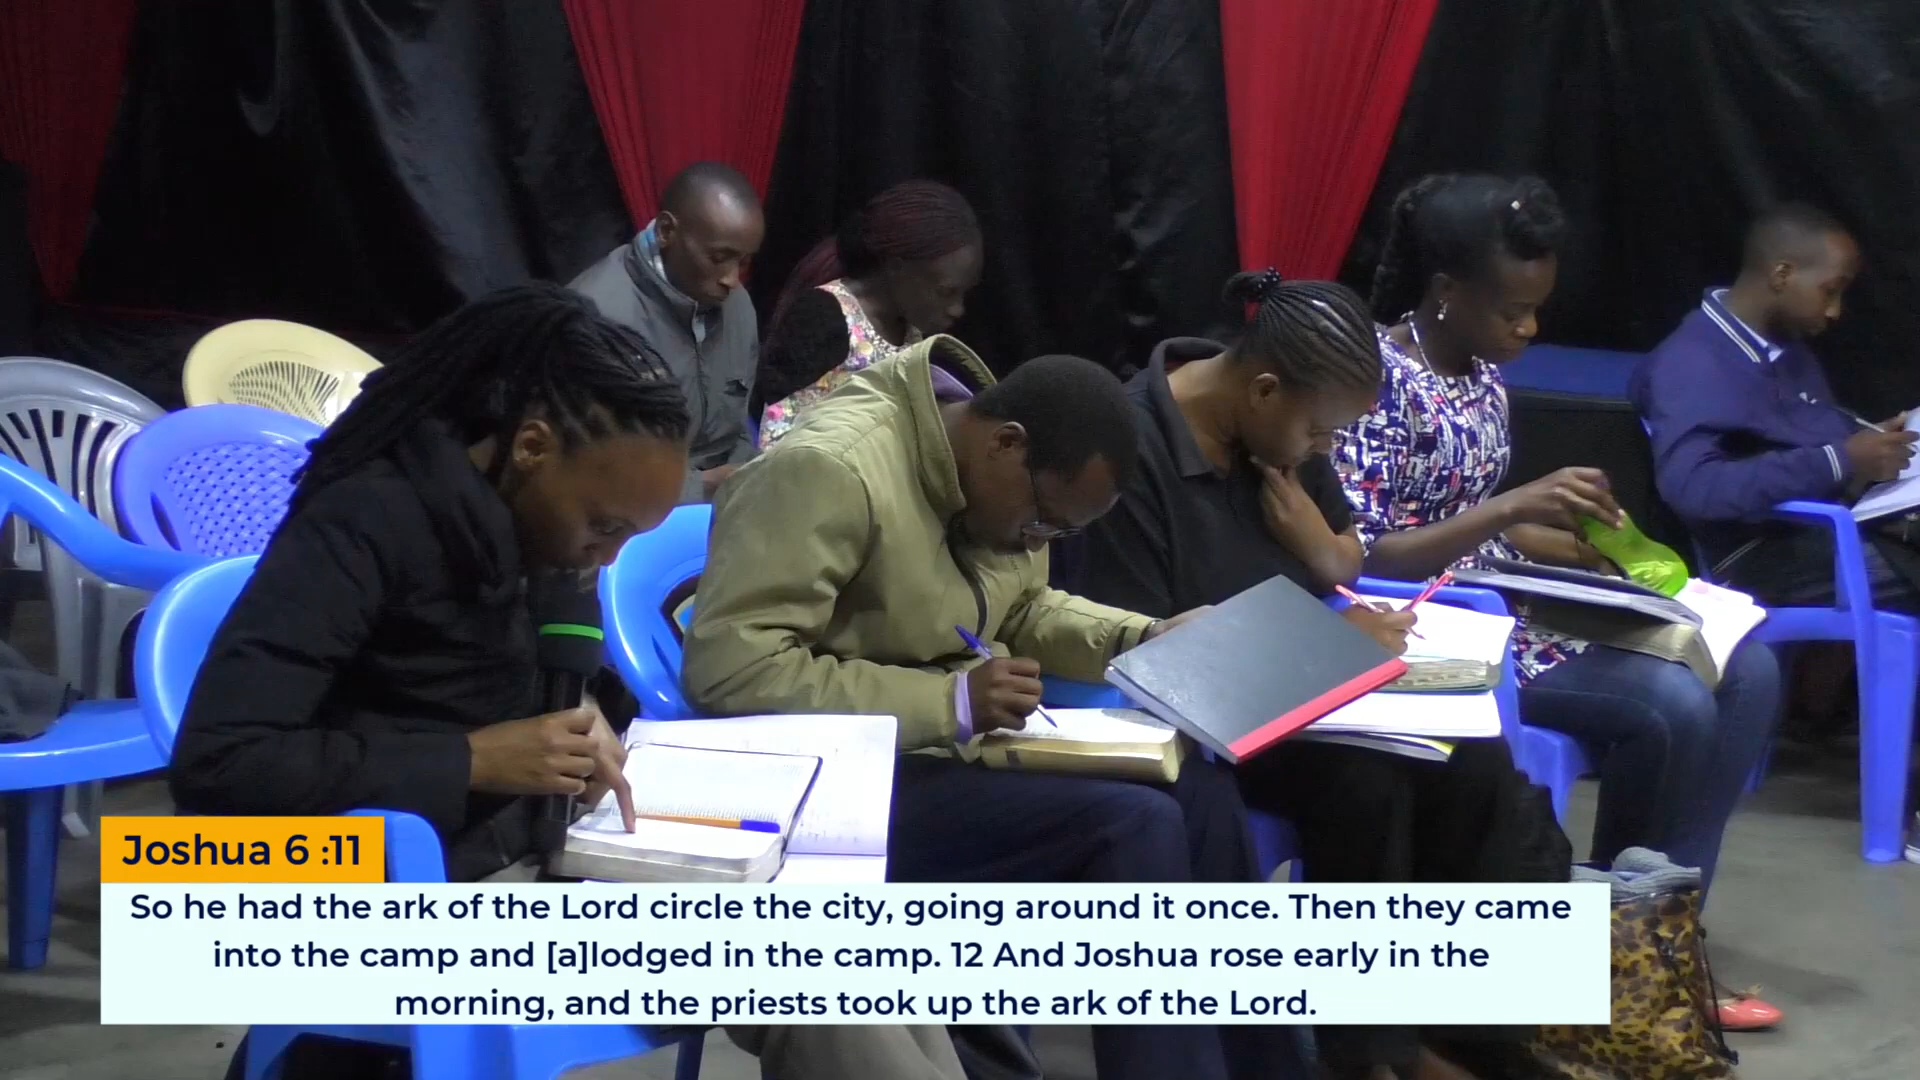 Joshua 6 :11
So he had the ark of the Lord circle the city, going around it once. Then they came
into the camp and [a]lodged in the camp. 12 And Joshua rose early in the
morning, and the priests took up the ark of the Lord.